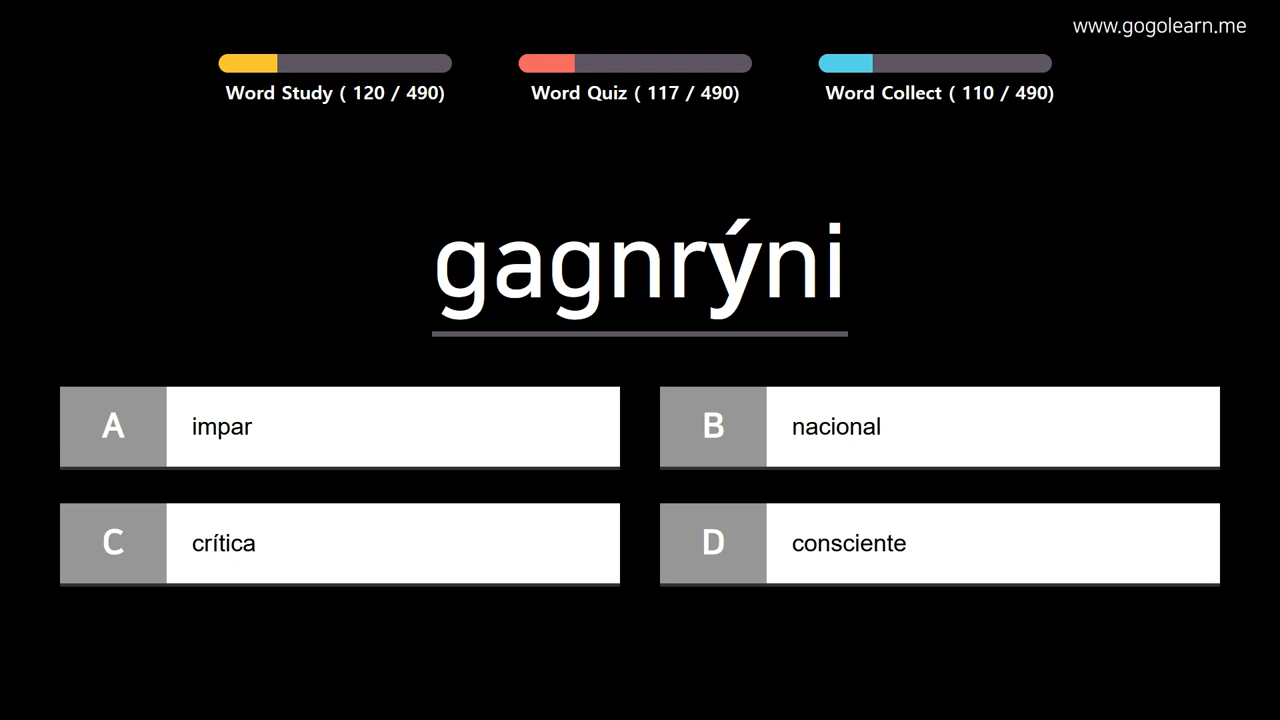 www.gogolearn.me
Word Study ( 120 / 490)
Word Quiz ( 117 / 490)
Word Collect ( 110 / 490)
gagnrýni
A impar
B nacional
C crítica
D consciente